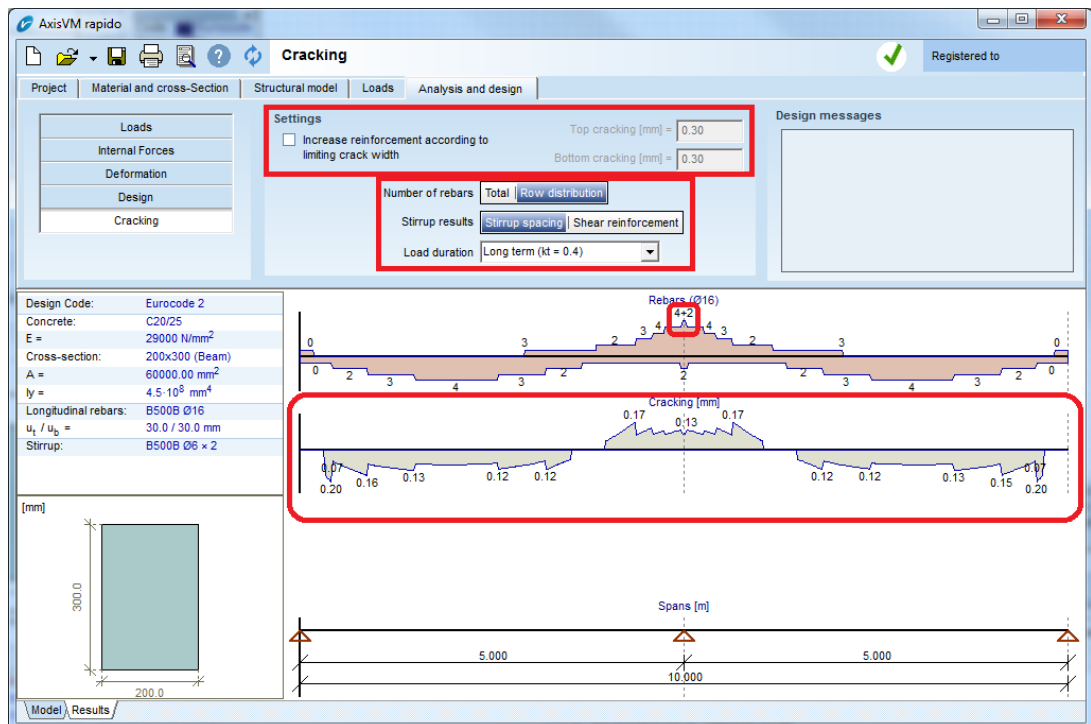 AxisVM rapido
Cracking
Registered to
Project Material and cross-Section Structural model Loads Analysis and design
Loads
Internal Forces
Deformation
Design
Cracking
Settings
Increase reinforcement according to
limiting crack width
Top cracking [mm] = 0.30
Bottom cracking [mm] = 0.30
Number of rebars Total Row distribution
Stirrup results Stirrup spacing Shear reinforcement
Load duration Long term (kt = 0.4)
Design messages
Design Code: Eurocode 2
Concrete: C20/25
E = 29000 N/mm²
Cross-section: 200x300 (Beam)
A = 60000.00 mm²
Iy = 4.5·10⁸ mm⁴
Longitudinal rebars: B500B Ø16
uₜ / u_b = 30.0 / 30.0 mm
Stirrup: B500B Ø6 × 2
[mm]
300.0
200.0
Rebars (Ø16)
4+2
0 3 2 3 4 4 3 2 3 0
0 2 3 4 3 2 2 2 3 4 3 2 0
Cracking [mm]
0.17 0.13 0.17
0.07 0.07
0.20 0.16 0.13 0.12 0.12 0.12 0.12 0.13 0.15 0.20
Spans [m]
5.000 5.000
10.000
Model Results